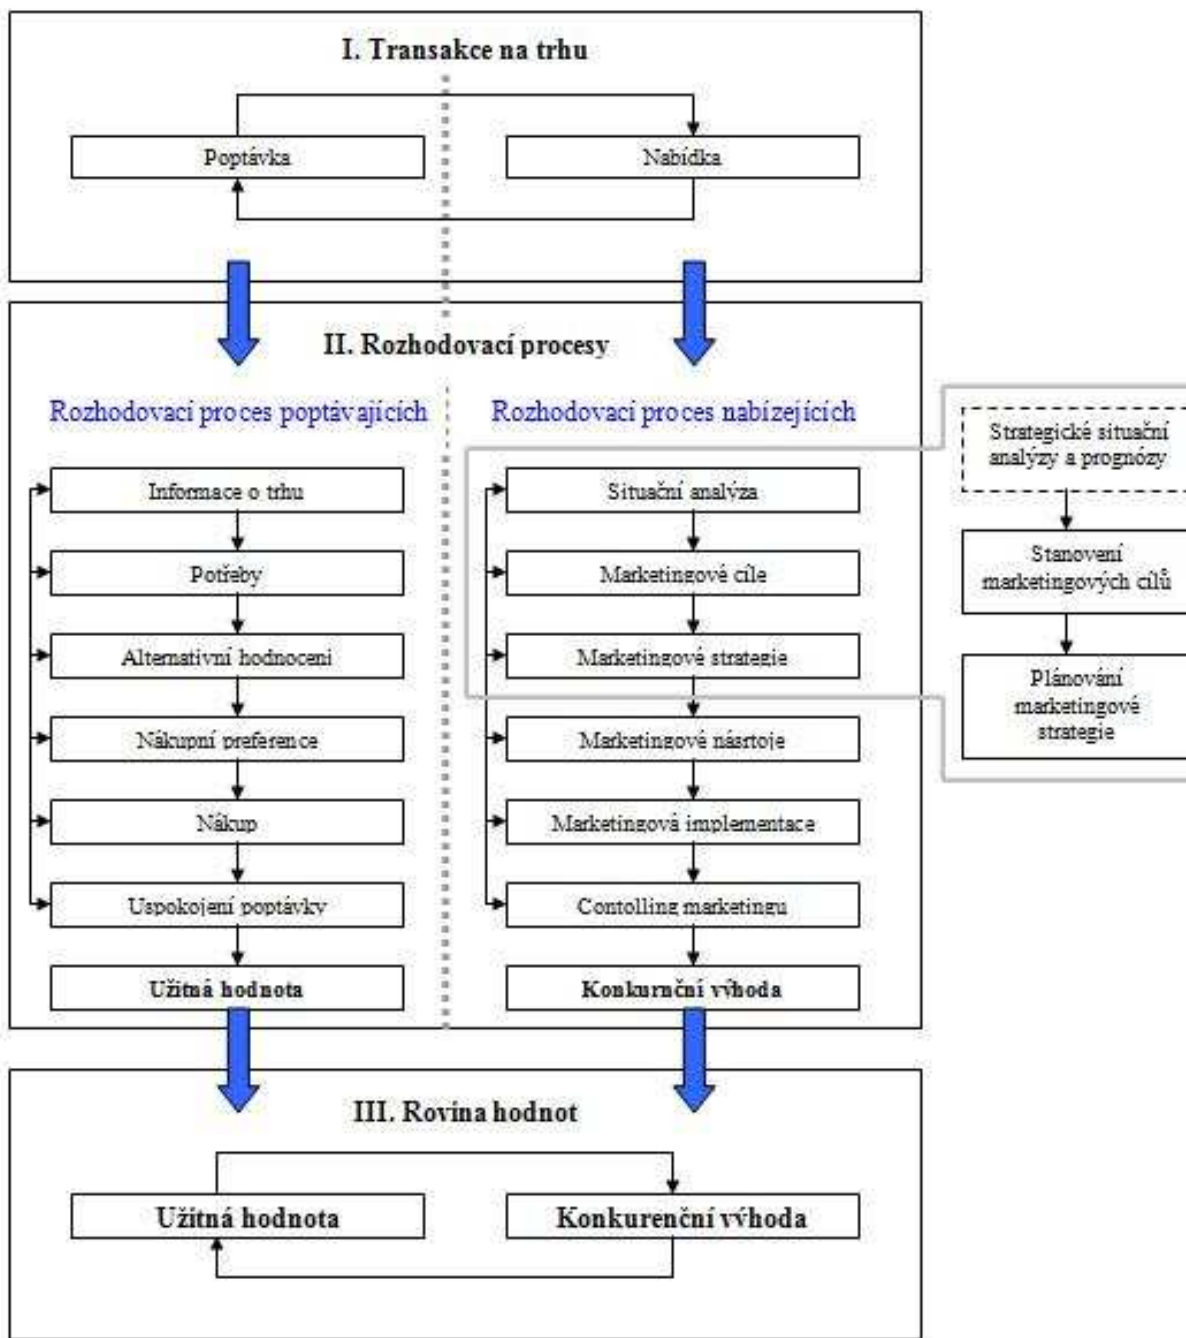 I. Transakce na trhu
Poptávka
Nabídka
II. Rozhodovací procesy
Rozhodovací proces poptávajících
Informace o trhu
Potřeby
Alternativní hodnocení
Nákupní preference
Nákup
Uspokojení poptávky
Užitná hodnota
Rozhodovací proces nabízejících
Situační analýza
Marketingové cíle
Marketingové strategie
Marketingové násrtoje
Marketingová implementace
Contolling marketingu
Konkurnční výhoda
Strategické situační
analýzy a prognózy
Stanovení
marketingových cílů
Plánování
marketingové
strategie
III. Rovina hodnot
Užitná hodnota
Konkurenční výhoda